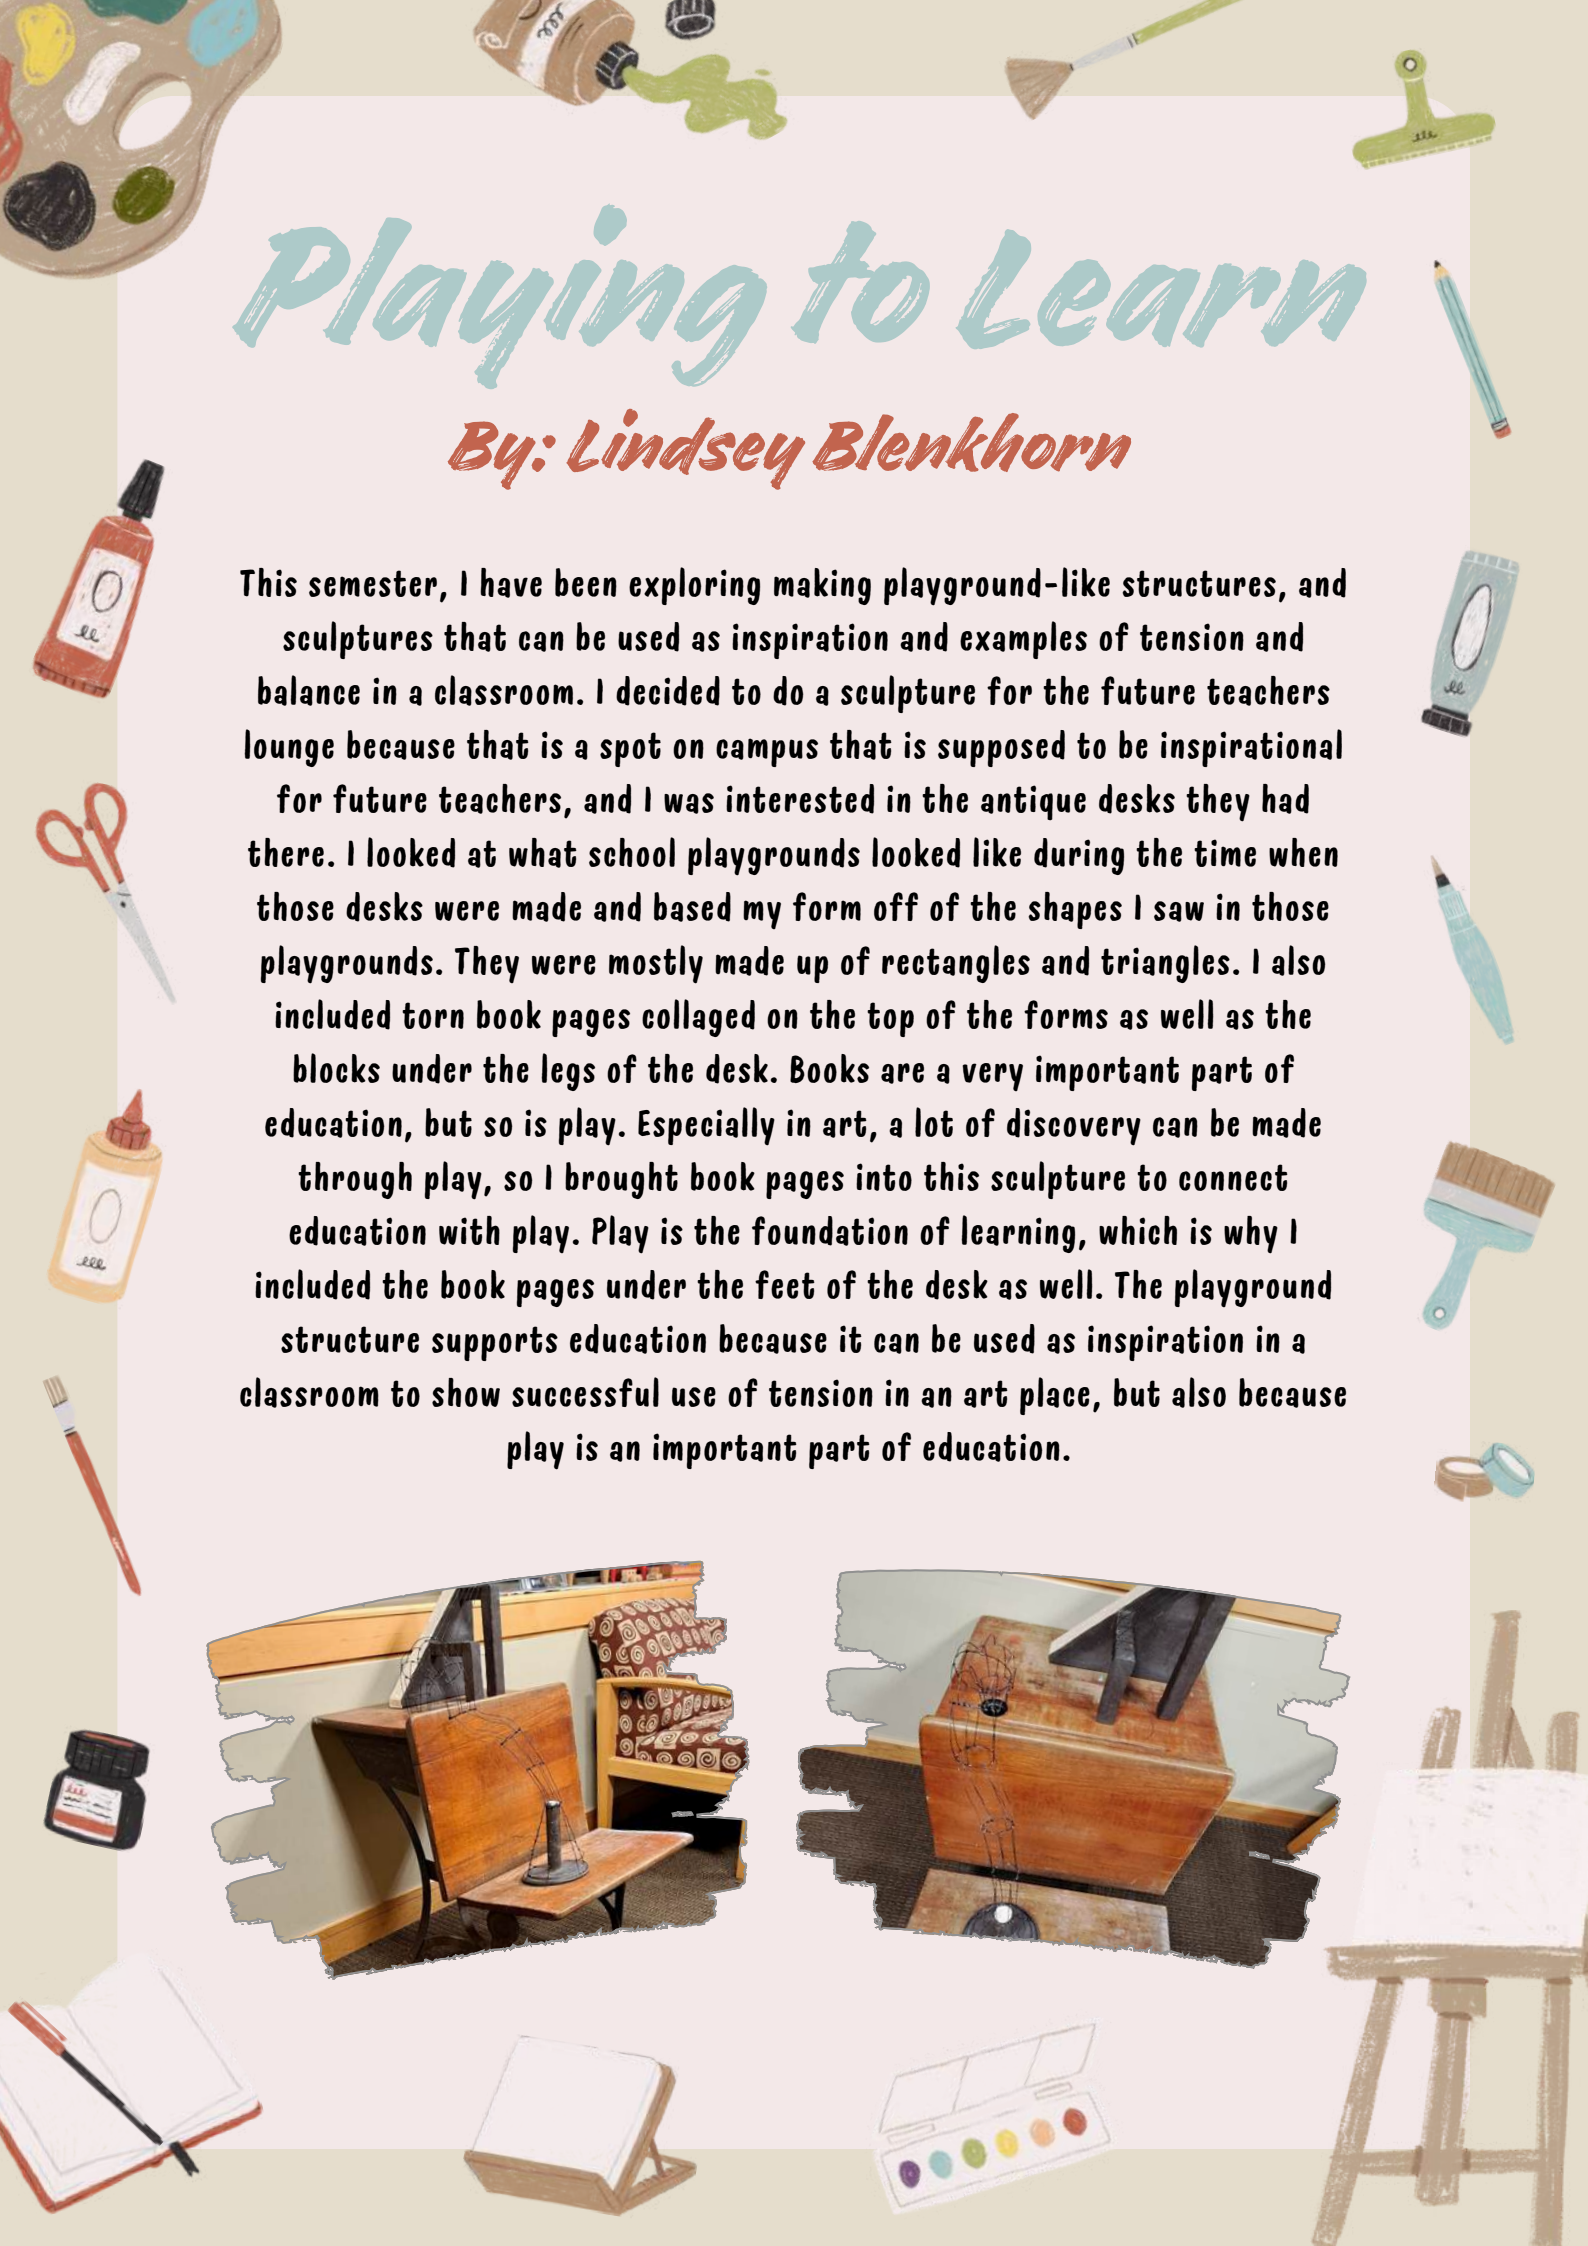 Playing to Learn
By: Lindsey Blenkhorn
This semester, I have been exploring making playground-like structures, and
sculptures that can be used as inspiration and examples of tension and
balance in a classroom. I decided to do a sculpture for the future teachers
lounge because that is a spot on campus that is supposed to be inspirational
for future teachers, and I was interested in the antique desks they had
there. I looked at what school playgrounds looked like during the time when
those desks were made and based my form off of the shapes I saw in those
playgrounds. They were mostly made up of rectangles and triangles. I also
included torn book pages collaged on the top of the forms as well as the
blocks under the legs of the desk. Books are a very important part of
education, but so is play. Especially in art, a lot of discovery can be made
through play, so I brought book pages into this sculpture to connect
education with play. Play is the foundation of learning, which is why I
included the book pages under the feet of the desk as well. The playground
structure supports education because it can be used as inspiration in a
classroom to show successful use of tension in an art place, but also because
play is an important part of education.